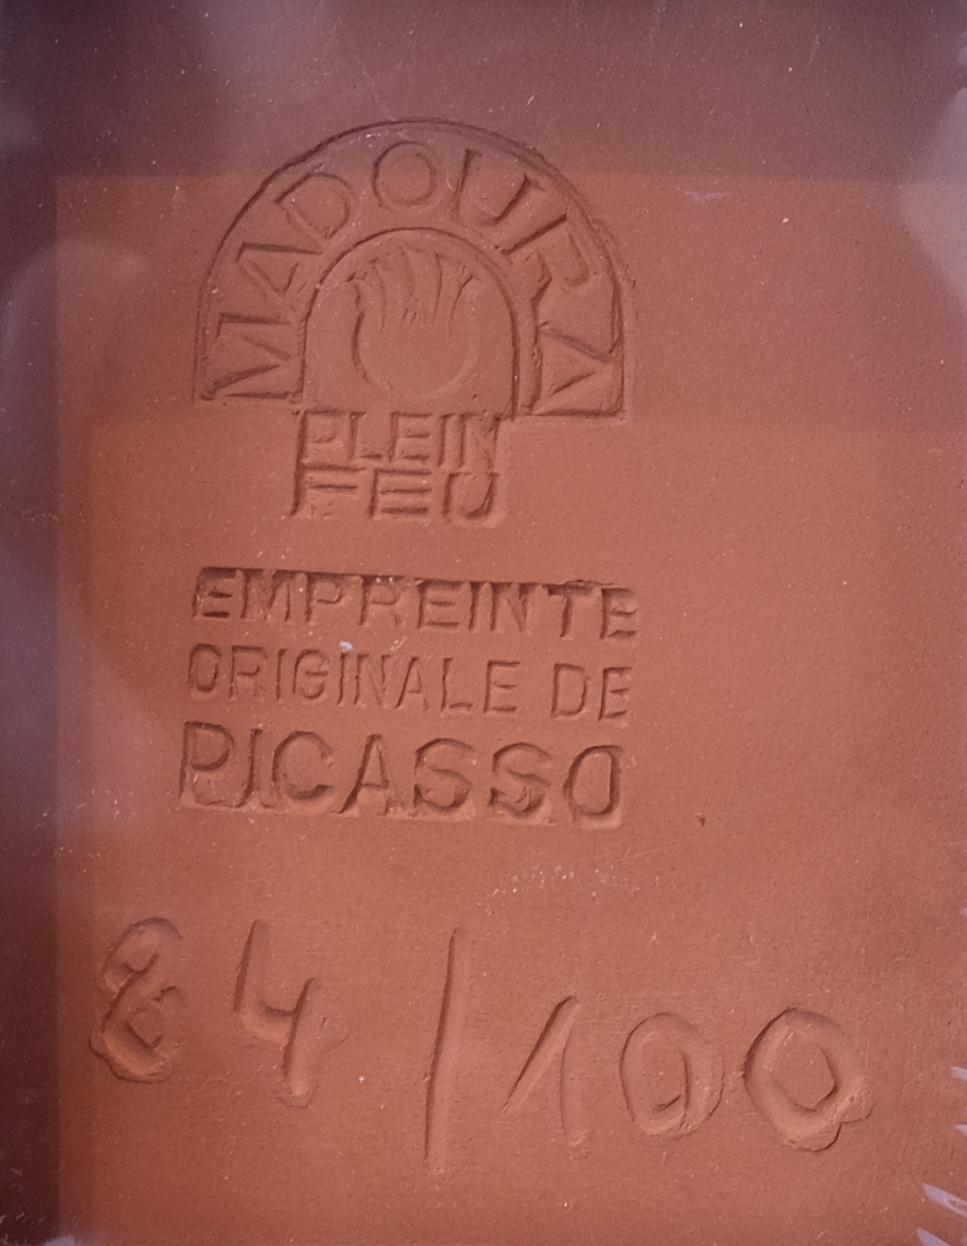 MADOURA
PLEIN
FEU
EMPREINTE
ORIGINALE DE
PICASSO
84/100